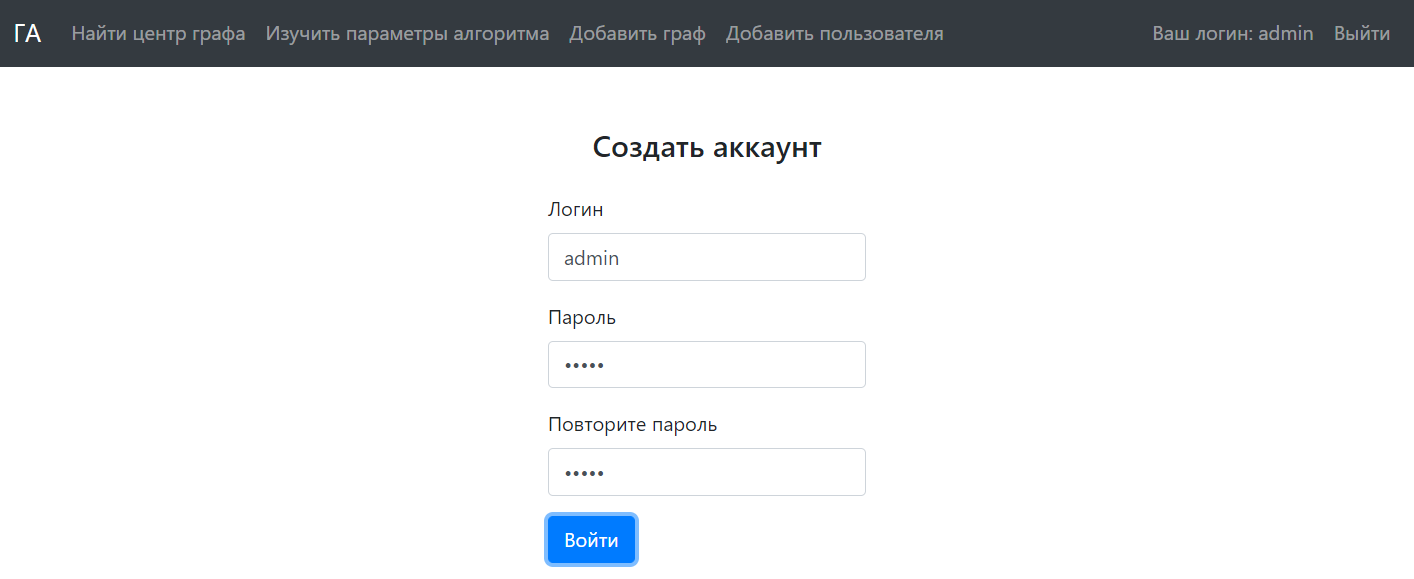 ГА Найти центр графа Изучить параметры алгоритма Добавить граф Добавить пользователя Ваш логин: admin Выйти
Создать аккаунт
Логин
admin
Пароль
•••••
Повторите пароль
•••••
Войти